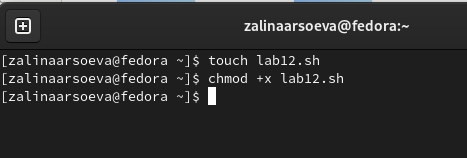 zalinaarsoeva@fedora:~
[zalinaarsoeva@fedora ~]$ touch lab12.sh
[zalinaarsoeva@fedora ~]$ chmod +x lab12.sh
[zalinaarsoeva@fedora ~]$